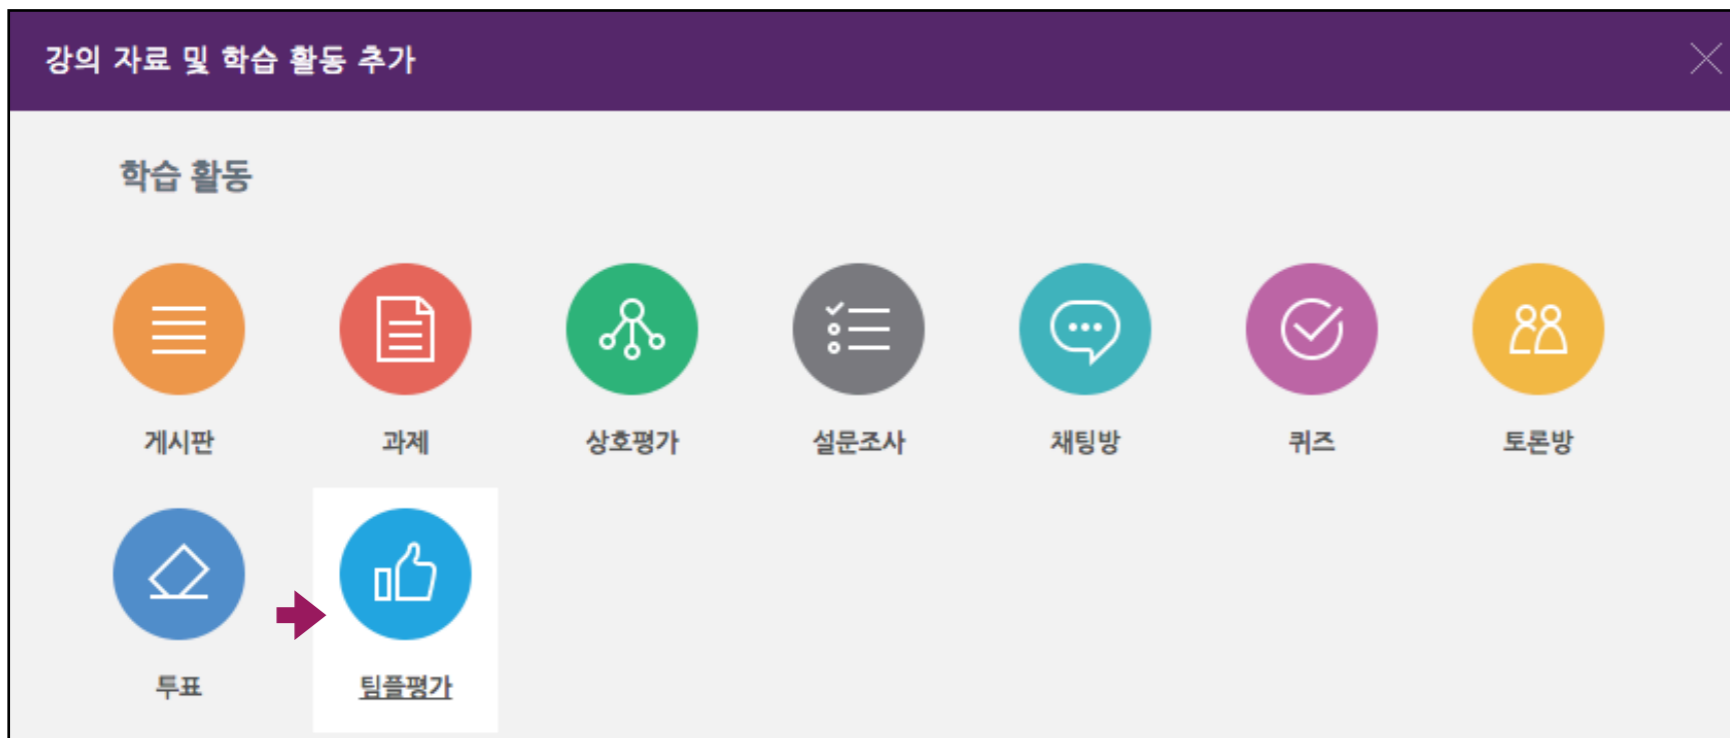 강의 자료 및 학습 활동 추가
학습 활동
게시판 과제 상호평가 설문조사 채팅방 퀴즈 토론방
투표 팀플평가